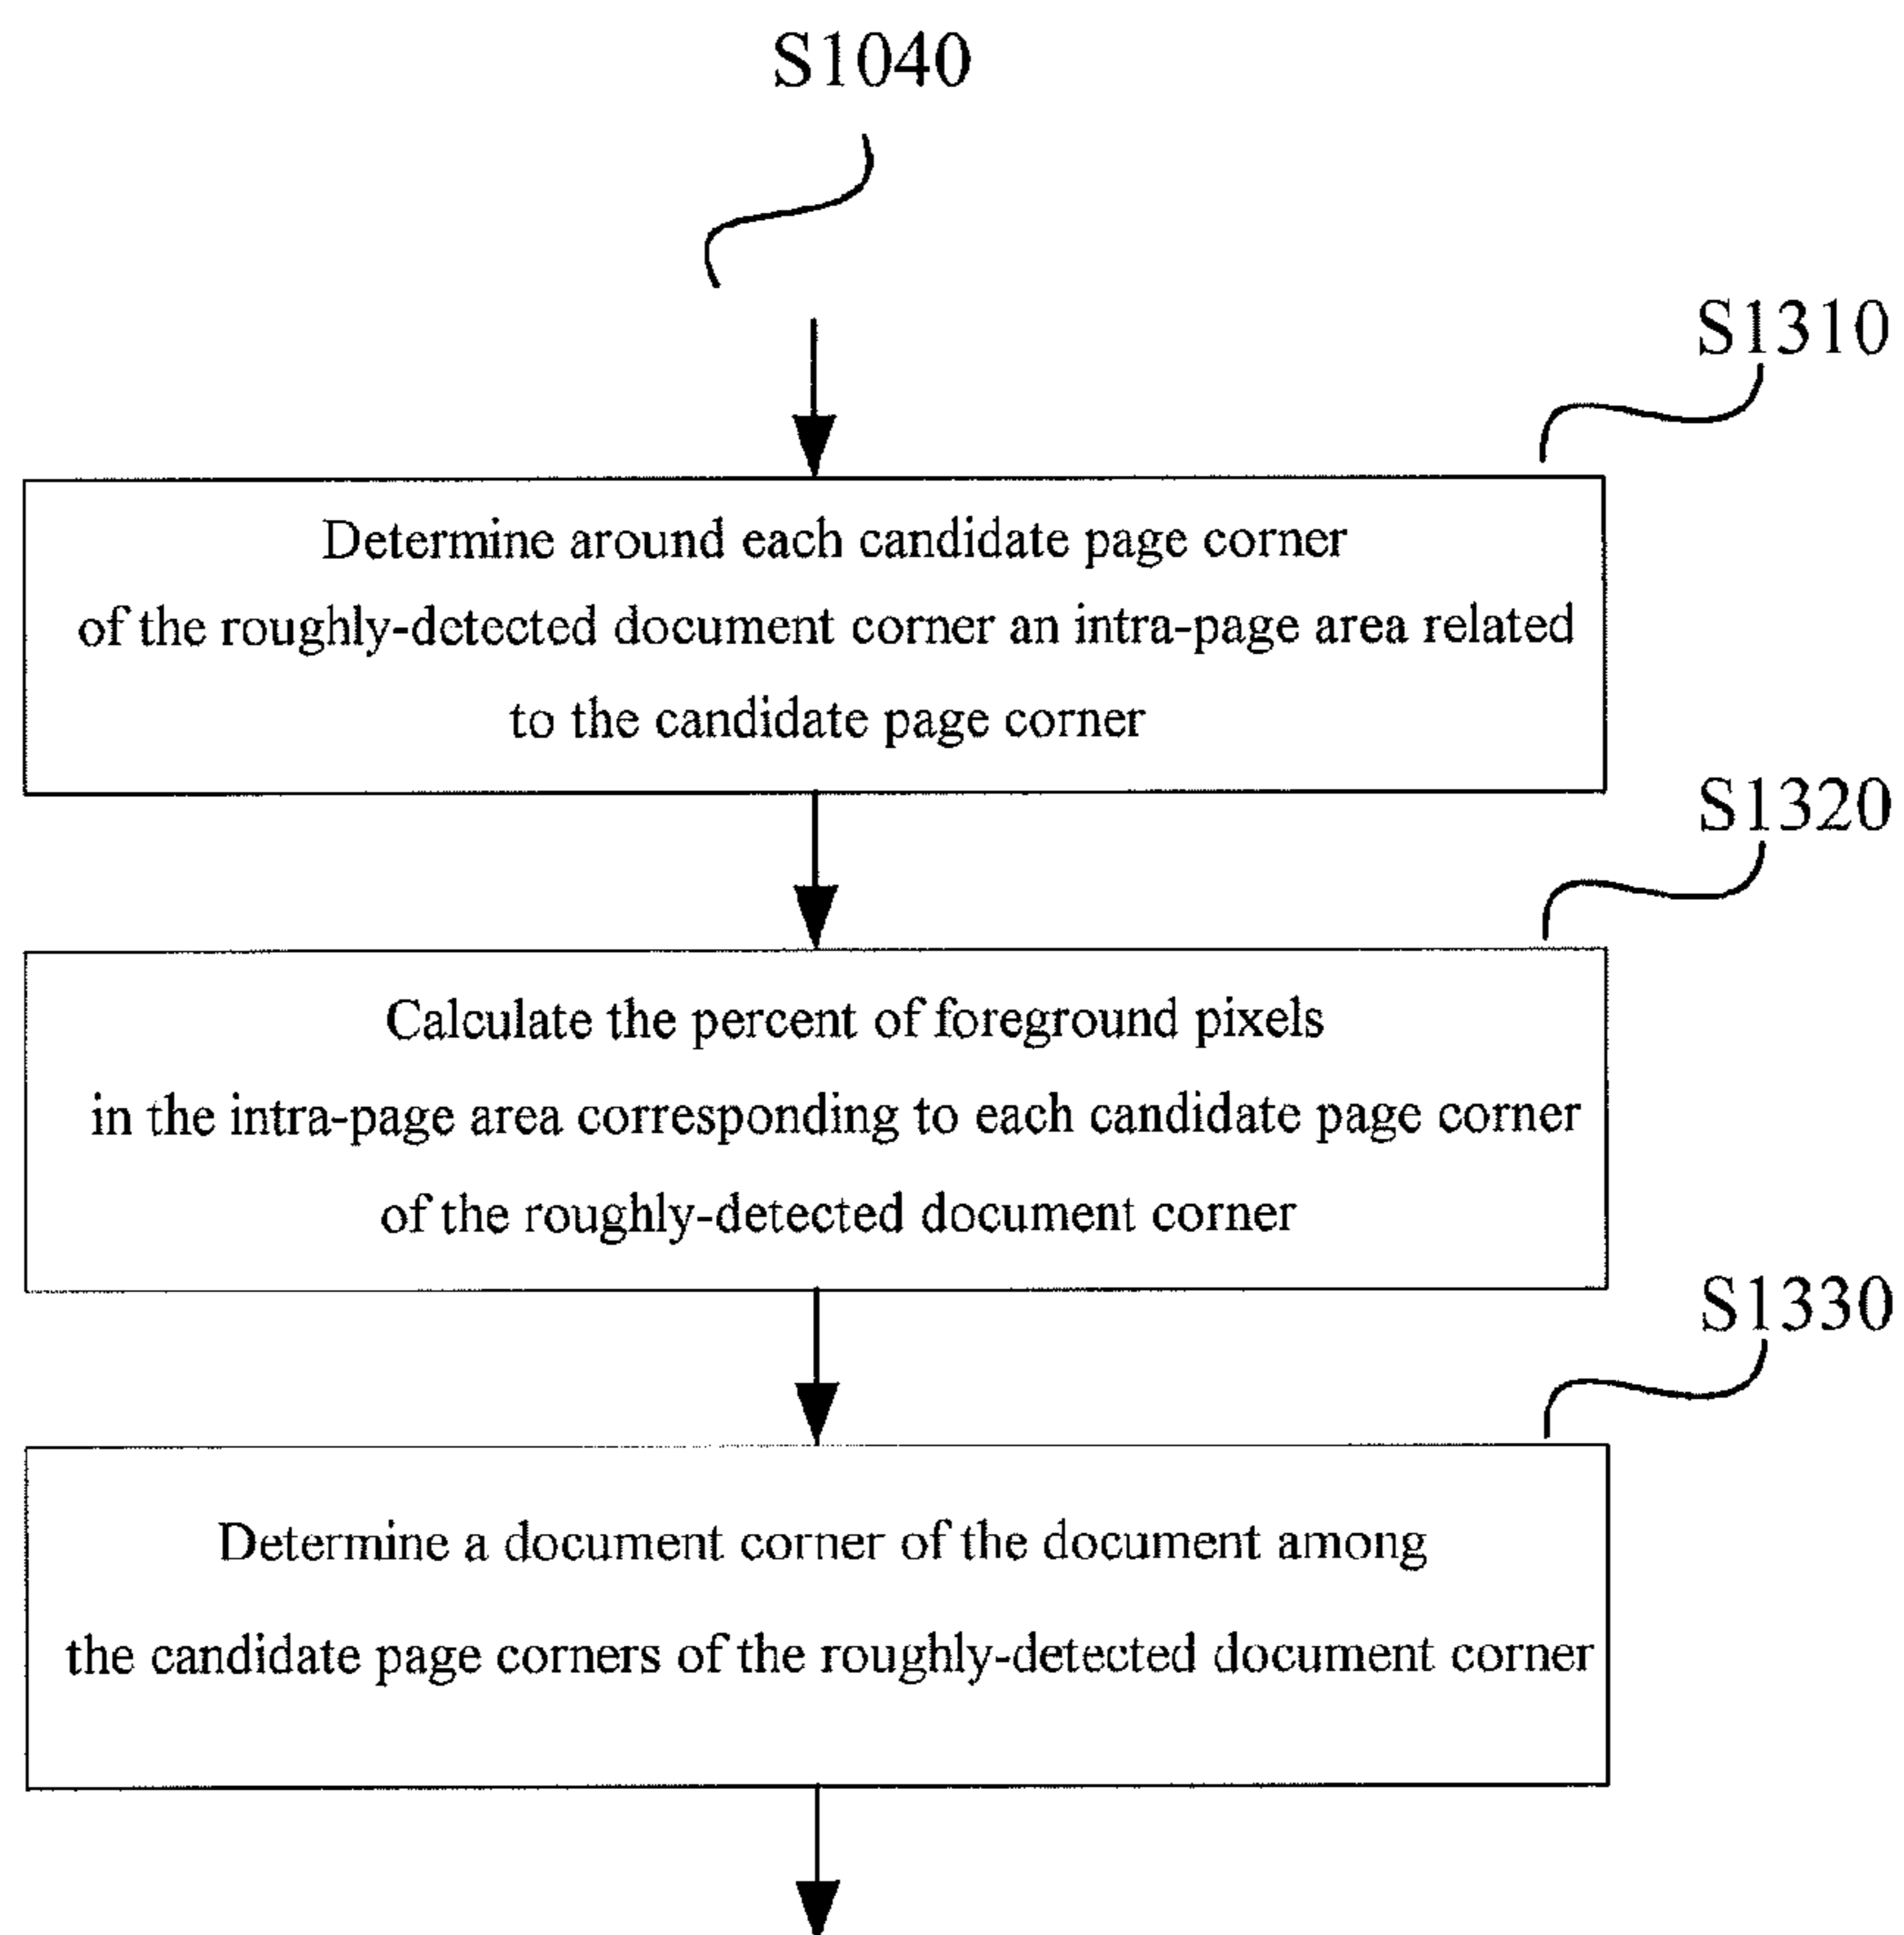 S1040
S1310
Determine around each candidate page corner
of the roughly-detected document corner an intra-page area related
to the candidate page corner
S1320
Calculate the percent of foreground pixels
in the intra-page area corresponding to each candidate page corner
of the roughly-detected document corner
S1330
Determine a document corner of the document among
the candidate page corners of the roughly-detected document corner